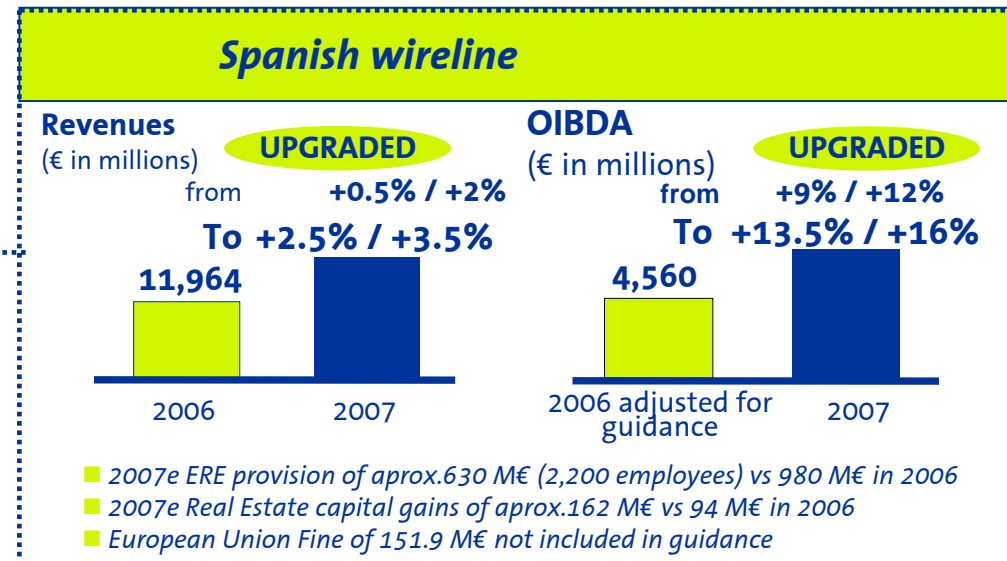 Spanish wireline
Revenues
(€ in millions)
UPGRADED
from +0.5% / +2%
To +2.5% / +3.5%
11,964
2006 2007
OIBDA
(€ in millions)
UPGRADED
from +9% / +12%
To +13.5% / +16%
4,560
2006 adjusted for
guidance
2007
2007e ERE provision of aprox.630 M€ (2,200 employees) vs 980 M€ in 2006
2007e Real Estate capital gains of aprox.162 M€ vs 94 M€ in 2006
European Union Fine of 151.9 M€ not included in guidance